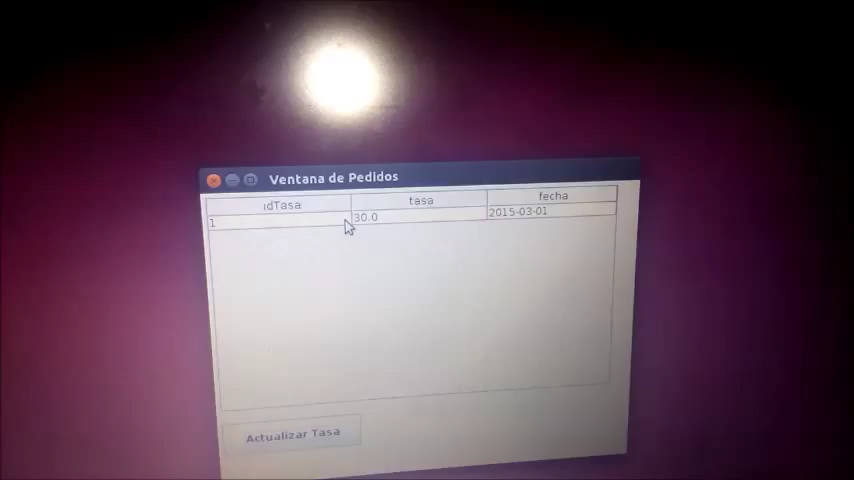 Ventana de Pedidos
idTasa tasa fecha
1 30.0 2015-03-01
Actualizar Tasa